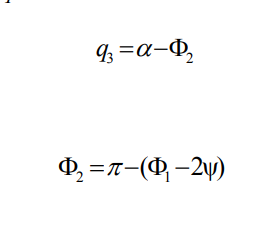 q₃ = α − Φ₂
Φ₂ = π − (Φ₁ − 2ψ)